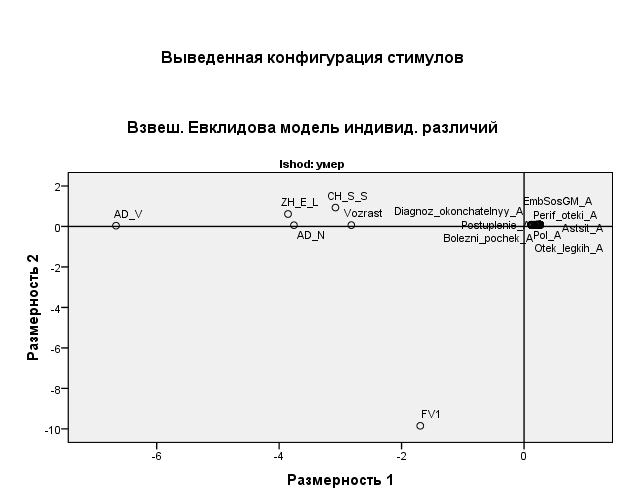 Выведенная конфигурация стимулов
Взвеш. Евклидова модель индивид. различий
Ishod: умер
Размерность 2
2
0
-2
-4
-6
-8
-10
AD_V
ZH_E_L
CH_S_S
AD_N
Vozrast
FV1
Diagnoz_okonchatelnyy_A
EmbSosGM_A
Perif_oteki_A
Postuplenie_A
Astsit_A
Bolezni_pochek_A
Pol_A
Otek_legkih_A
-6
-4
-2
0
Размерность 1